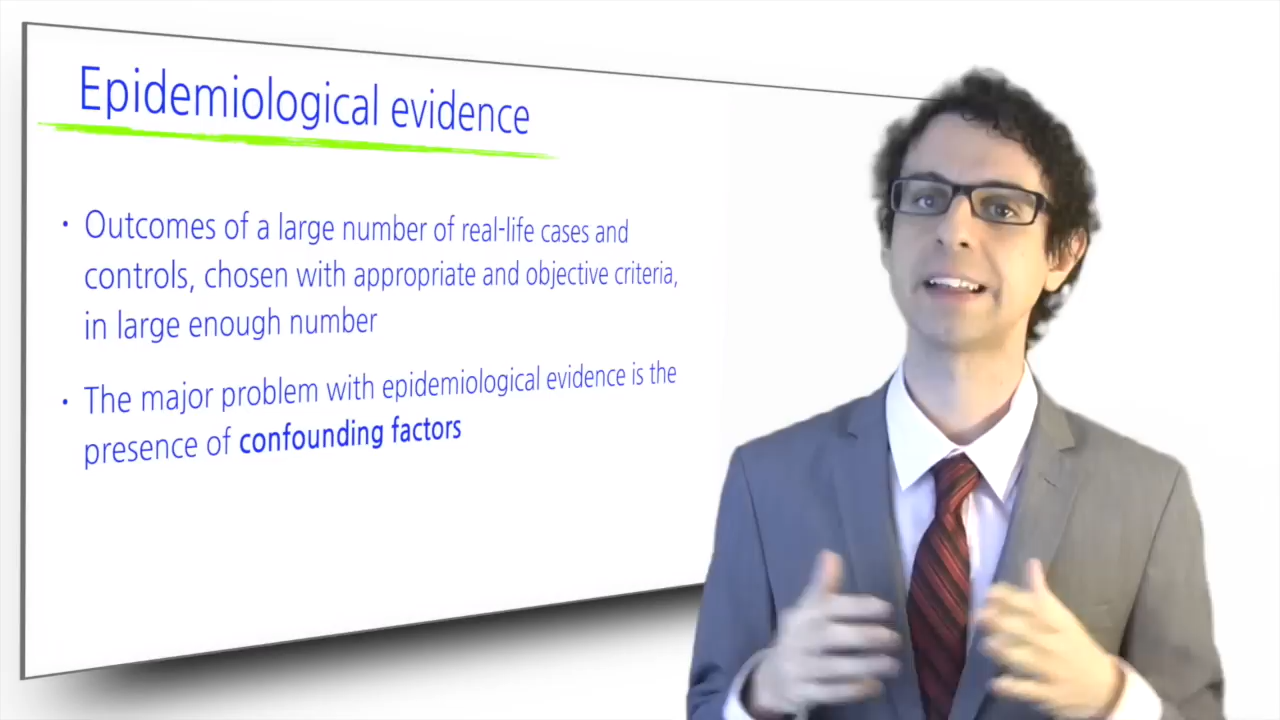 Epidemiological evidence
• Outcomes of a large number of real-life cases and
controls, chosen with appropriate and objective criteria,
in large enough number
• The major problem with epidemiological evidence is the
presence of confounding factors